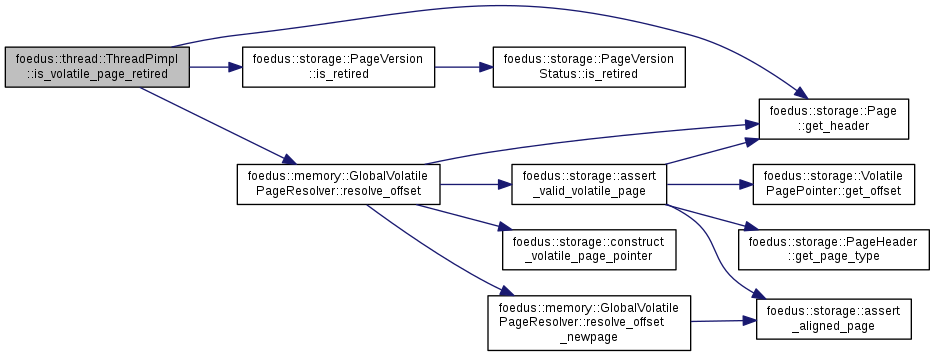 foedus::thread::ThreadPimpl
::is_volatile_page_retired
foedus::storage::PageVersion
::is_retired
foedus::storage::PageVersion
Status::is_retired
foedus::storage::Page
::get_header
foedus::memory::GlobalVolatile
PageResolver::resolve_offset
foedus::storage::assert
_valid_volatile_page
foedus::storage::Volatile
PagePointer::get_offset
foedus::storage::construct
_volatile_page_pointer
foedus::storage::PageHeader
::get_page_type
foedus::memory::GlobalVolatile
PageResolver::resolve_offset
_newpage
foedus::storage::assert
_aligned_page